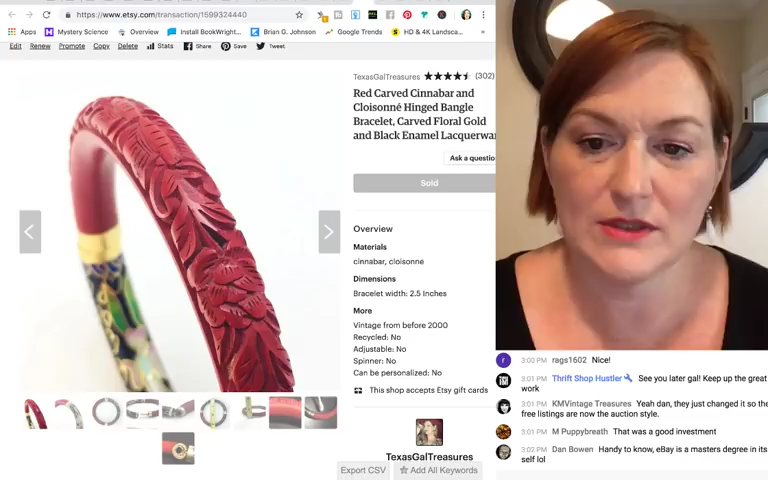 https://www.etsy.com/transaction/1599324440
Apps Mystery Science Overview Install BookWright... Brian G. Johnson Google Trends HD & 4K Landsca...
Edit Renew Promote Copy Delete Stats Share Save Tweet
TexasGalTreasures (302)
Red Carved Cinnabar and
Cloisonné Hinged Bangle
Bracelet, Carved Floral Gold
and Black Enamel Lacquerwa
Ask a questio
Sold
Overview
Materials
cinnabar, cloisonne
Dimensions
Bracelet width: 2.5 Inches
More
Vintage from before 2000
Recycled: No
Adjustable: No
Spinner: No
Can be personalized: No
This shop accepts Etsy gift cards
TexasGalTreasures
Export CSV Add All Keywords
r 3:00 PM rags1602 Nice!
3:01 PM Thrift Shop Hustler See you later gal! Keep up the great
work
3:01 PM KMVintage Treasures Yeah dan, they just changed it so the
free listings are now the auction style.
3:01 PM M Puppybreath That was a good investment
3:02 PM Dan Bowen Handy to know, eBay is a masters degree in its
self lol